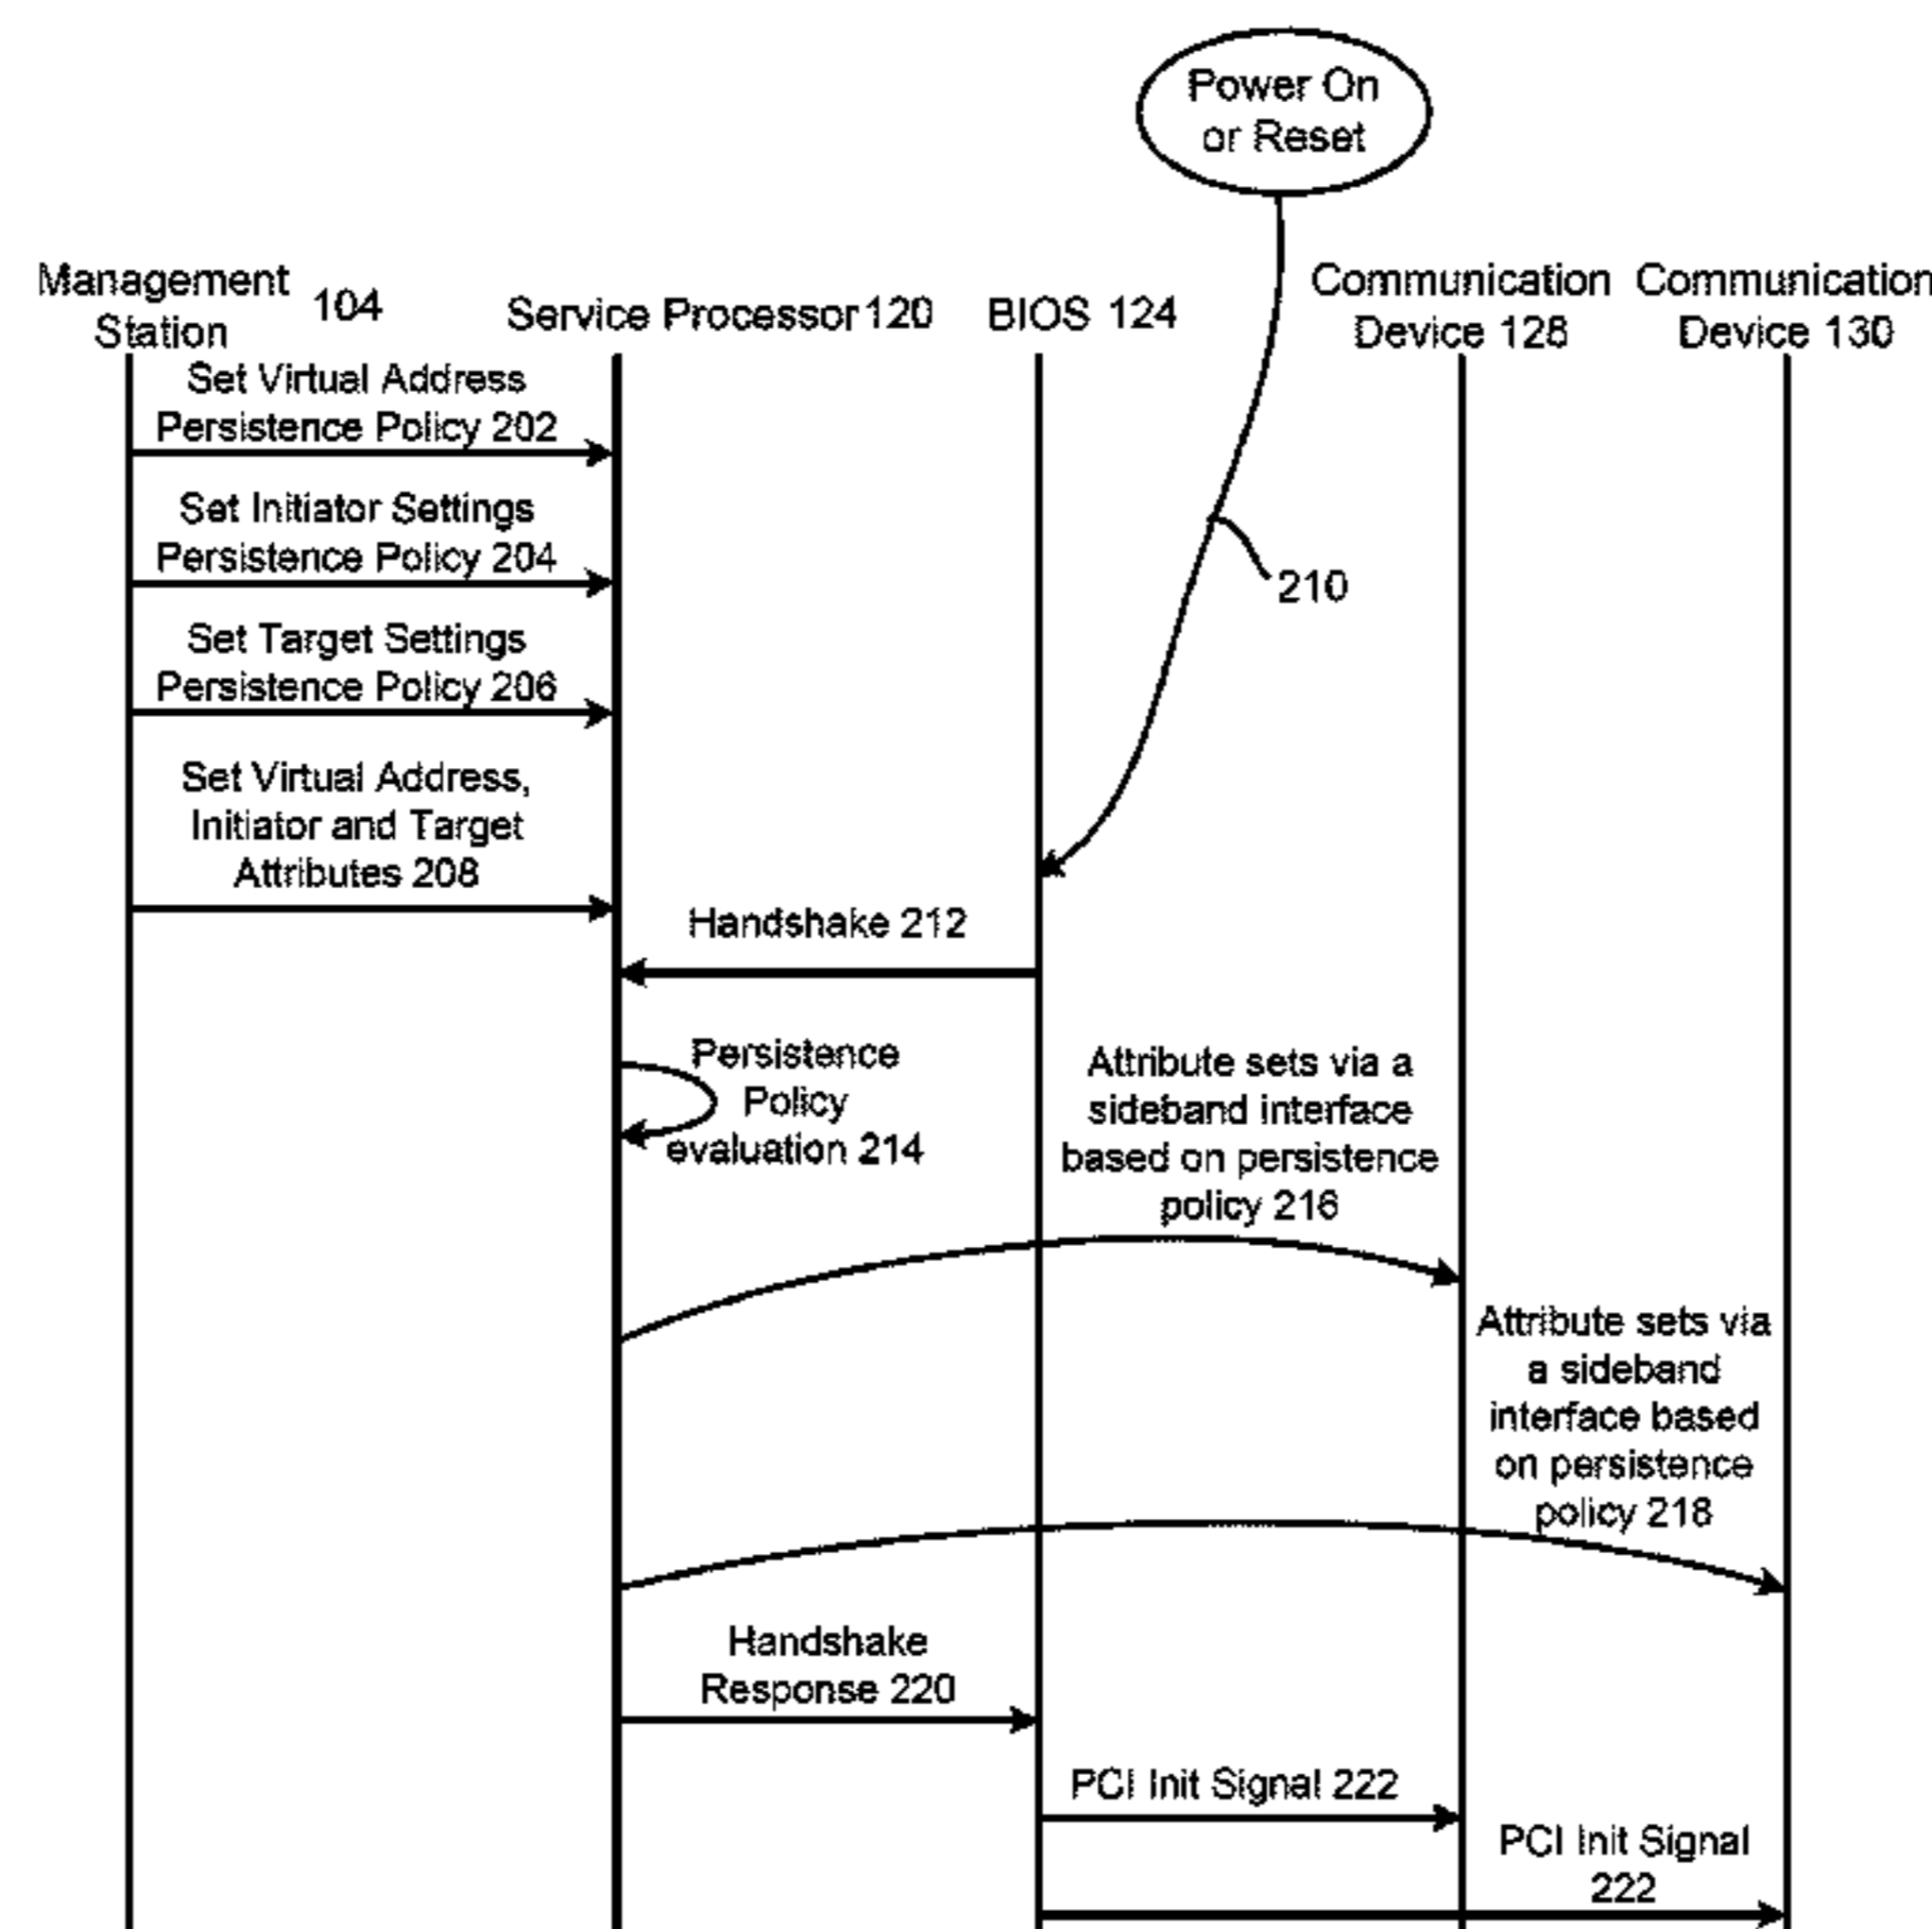 Power On
or Reset
Management
Station
104
Service Processor 120
BIOS 124
Communication
Device 128
Communication
Device 130
Set Virtual Address
Persistence Policy 202
Set Initiator Settings
Persistence Policy 204
210
Set Target Settings
Persistence Policy 206
Set Virtual Address,
Initiator and Target
Attributes 208
Handshake 212
Persistence
Policy
evaluation 214
Attribute sets via a
sideband interface
based on persistence
policy 216
Attribute sets via
a sideband
interface based
on persistence
policy 218
Handshake
Response 220
PCI Init Signal 222
PCI Init Signal
222